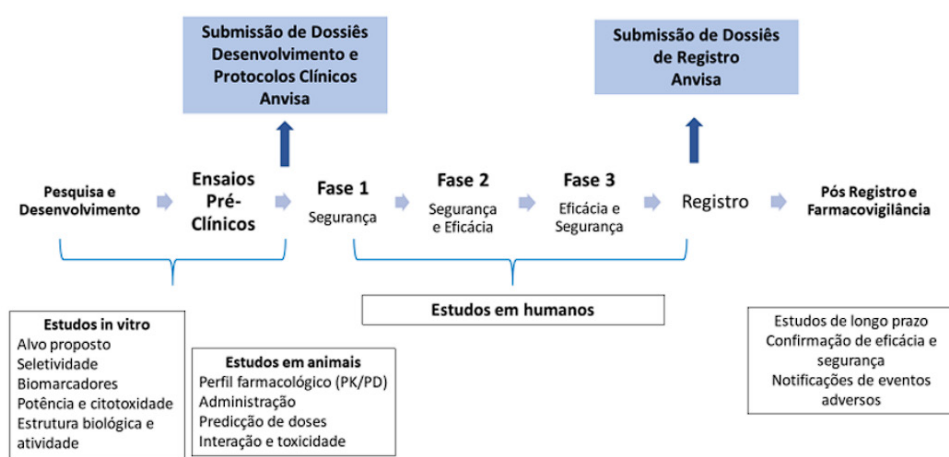 Submissão de Dossiês
Desenvolvimento e
Protocolos Clínicos
Anvisa
Submissão de Dossiês
de Registro
Anvisa
Pesquisa e
Desenvolvimento
Ensaios
Pré-
Clínicos
Fase 1
Segurança
Fase 2
Segurança
e Eficácia
Fase 3
Eficácia e
Segurança
Registro
Pós Registro e
Farmacovigilância
Estudos in vitro
Alvo proposto
Seletividade
Biomarcadores
Potência e citotoxidade
Estrutura biológica e
atividade
Estudos em animais
Perfil farmacológico (PK/PD)
Administração
Predicção de doses
Interação e toxicidade
Estudos em humanos
Estudos de longo prazo
Confirmação de eficácia e
segurança
Notificações de eventos
adversos